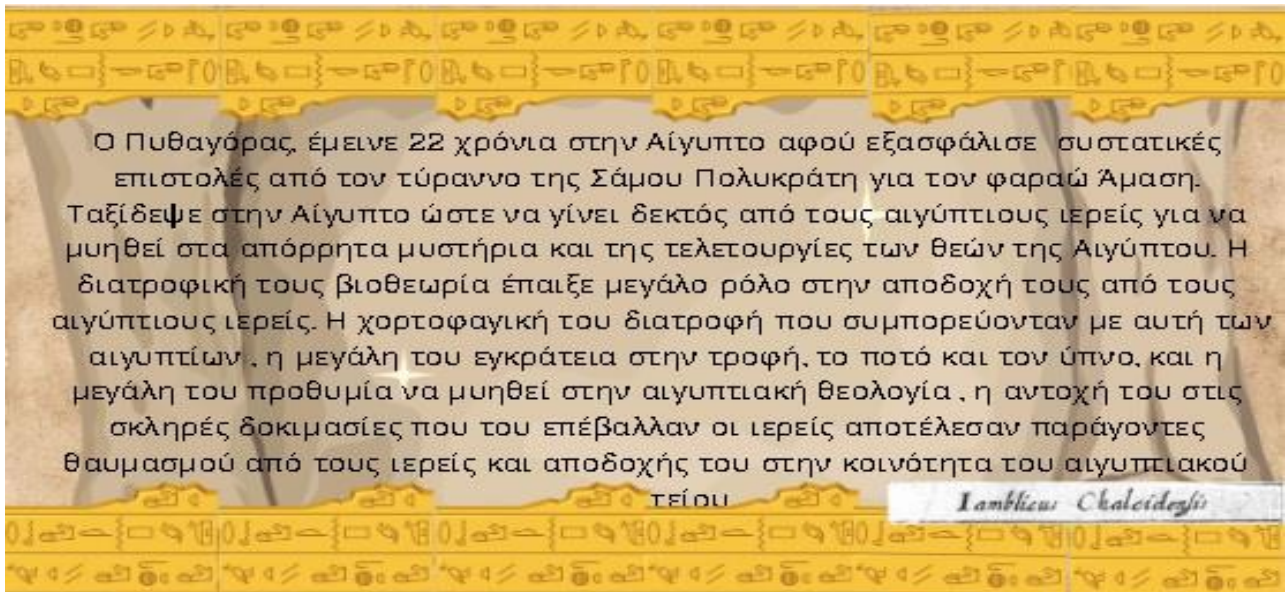 Ο Πυθαγόρας, έμεινε 22 χρόνια στην Αίγυπτο αφού εξασφάλισε συστατικές
επιστολές από τον τύραννο της Σάμου Πολυκράτη για τον φαραώ Άμαση.
Ταξίδεψε στην Αίγυπτο ώστε να γίνει δεκτός από τους αιγύπτιους ιερείς για να
μυηθεί στα απόρρητα μυστήρια και της τελετουργίες των θεών της Αιγύπτου. Η
διατροφική τους βιοθεωρία έπαιξε μεγάλο ρόλο στην αποδοχή τους από τους
αιγύπτιους ιερείς. Η χορτοφαγική του διατροφή που συμπορεύονταν με αυτή των
αιγυπτίων , η μεγάλη του εγκράτεια στην τροφή, το ποτό και τον ύπνο, και η
μεγάλη του προθυμία να μυηθεί στην αιγυπτιακή θεολογία , η αντοχή του στις
σκληρές δοκιμασίες που του επέβαλλαν οι ιερείς αποτέλεσαν παράγοντες
θαυμασμού από τους ιερείς και αποδοχής του στην κοινότητα του αιγυπτιακού
τείου
Iamblicus Chalcidensis